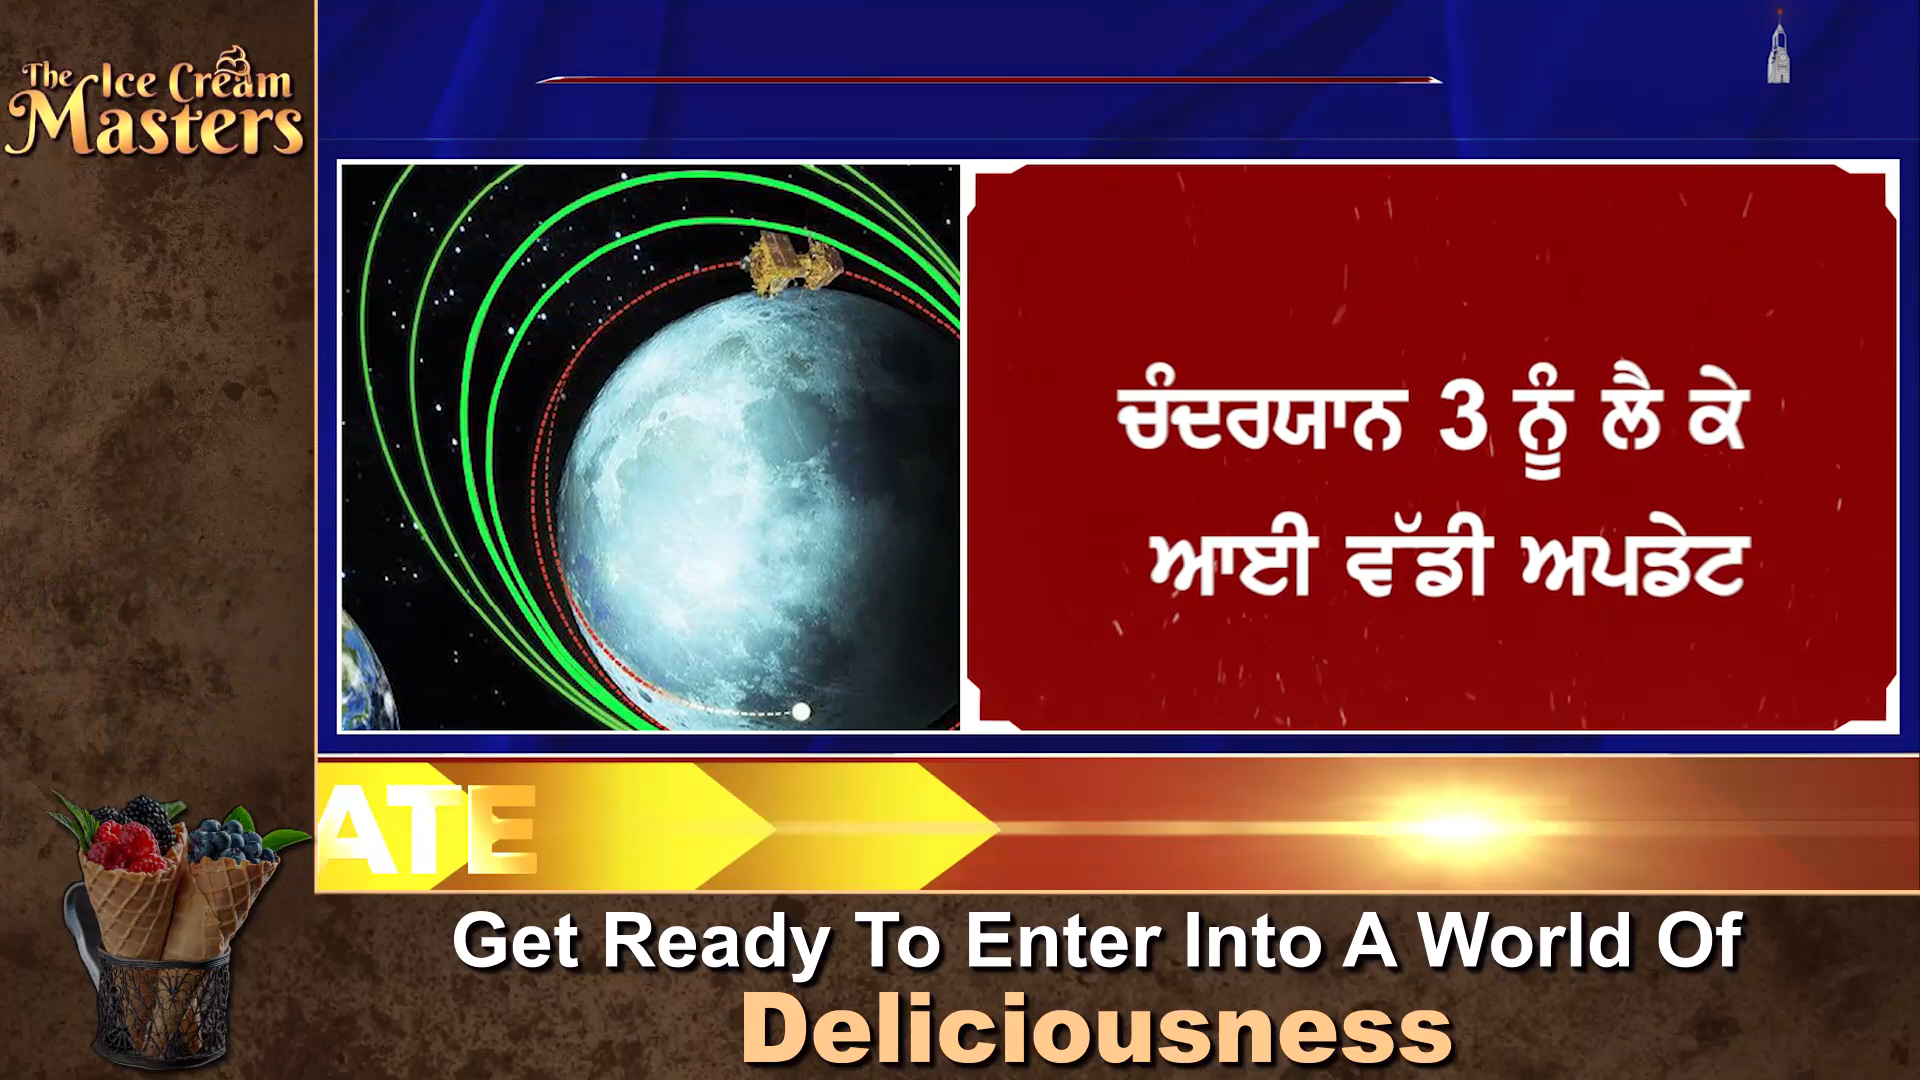 The Ice Cream
Masters
ਚੰਦਰਯਾਨ 3 ਨੂੰ ਲੈ ਕੇ
ਆਈ ਵੱਡੀ ਅਪਡੇਟ
ATE
Get Ready To Enter Into A World Of
Deliciousness